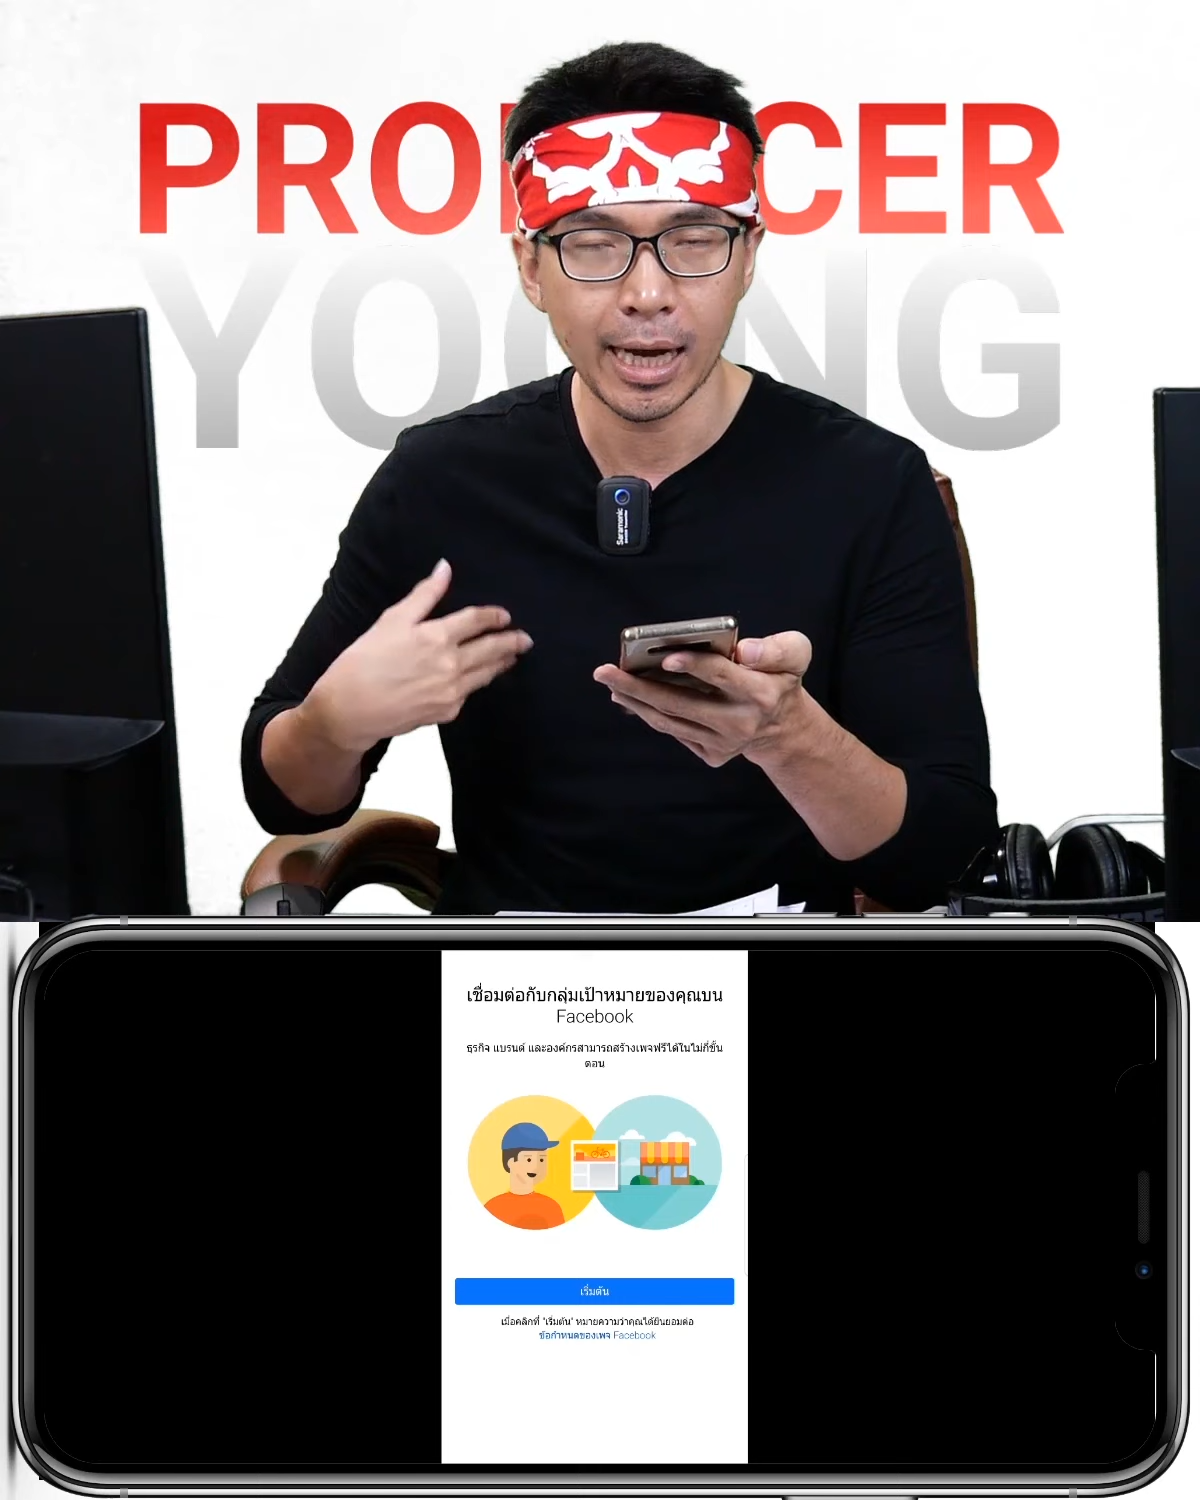 PRODUCER
YOUNG
Saramonic
เชื่อมต่อกับกลุ่มเป้าหมายของคุณบน
Facebook
ธุรกิจ แบรนด์ และองค์กรสามารถสร้างเพจฟรีได้ในไม่กี่ขั้น
ตอน
เริ่มต้น
เมื่อคลิกที่ "เริ่มต้น" หมายความว่าคุณได้ยินยอมต่อ
ข้อกำหนดของเพจ Facebook